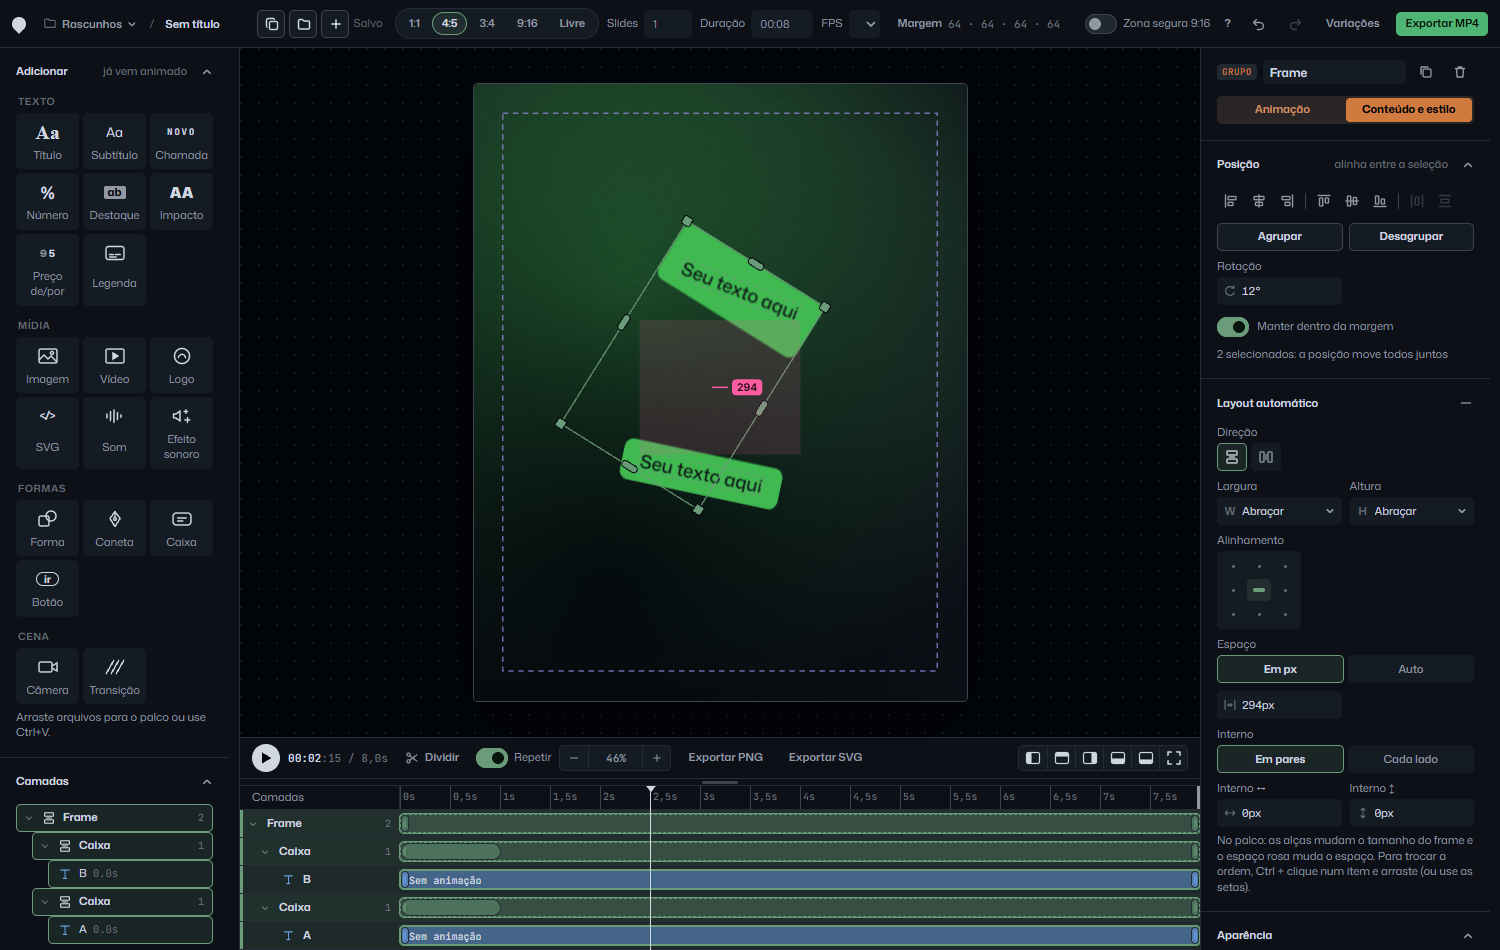 Rascunhos / Sem título
Salvo
1:1 4:5 3:4 9:16 Livre
Slides 1
Duração 00:08
FPS
Margem 64 · 64 · 64 · 64
Zona segura 9:16 ?
Variações
Exportar MP4
Adicionar já vem animado
TEXTO
Aa Aa NOVO
Título Subtítulo Chamada
% ab AA
Número Destaque Impacto
9 5
Preço de/por
Legenda
MÍDIA
Imagem Vídeo Logo
</>
SVG Som Efeito sonoro
FORMAS
Forma Caneta Caixa
ir
Botão
CENA
Câmera Transição
Arraste arquivos para o palco ou use
Ctrl+V.
Camadas
Frame 2
Caixa 1
B 0.0s
Caixa 1
A 0.0s
Seu texto aqui
294
Seu texto aqui
00:02:15 / 8,0s
Dividir
Repetir
− 46% +
Exportar PNG
Exportar SVG
Camadas
0s 0,5s 1s 1,5s 2s 2,5s 3s 3,5s 4s 4,5s 5s 5,5s 6s 6,5s 7s 7,5s
Frame 2
Caixa 1
B Sem animação
Caixa 1
A Sem animação
GRUPO Frame
Animação Conteúdo e estilo
Posição alinha entre a seleção
Agrupar Desagrupar
Rotação
12°
Manter dentro da margem
2 selecionados: a posição move todos juntos
Layout automático
Direção
Largura Altura
W Abraçar H Abraçar
Alinhamento
Espaço
Em px Auto
294px
Interno
Em pares Cada lado
Interno ↔ Interno ↕
0px 0px
No palco: as alças mudam o tamanho do frame e
o espaço rosa muda o espaço. Para trocar a
ordem, Ctrl + clique num item e arraste (ou use as
setas).
Aparência